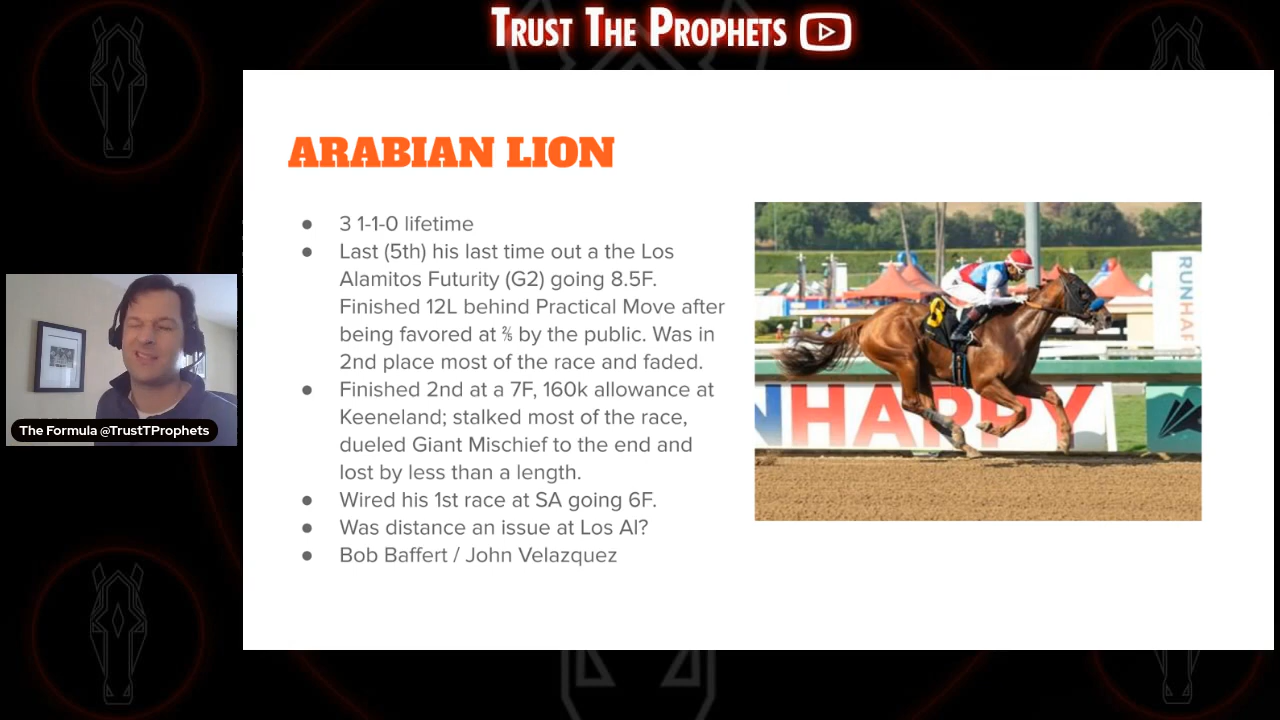 TRUST THE PROPHETS
ARABIAN LION
● 3 1-1-0 lifetime
● Last (5th) his last time out a the Los
Alamitos Futurity (G2) going 8.5F.
Finished 12L behind Practical Move after
being favored at ⅗ by the public. Was in
2nd place most of the race and faded.
● Finished 2nd at a 7F, 160k allowance at
Keeneland; stalked most of the race,
dueled Giant Mischief to the end and
lost by less than a length.
● Wired his 1st race at SA going 6F.
● Was distance an issue at Los Al?
● Bob Baffert / John Velazquez
6
RUNHAP
NHAPPY
The Formula @TrustTProphets